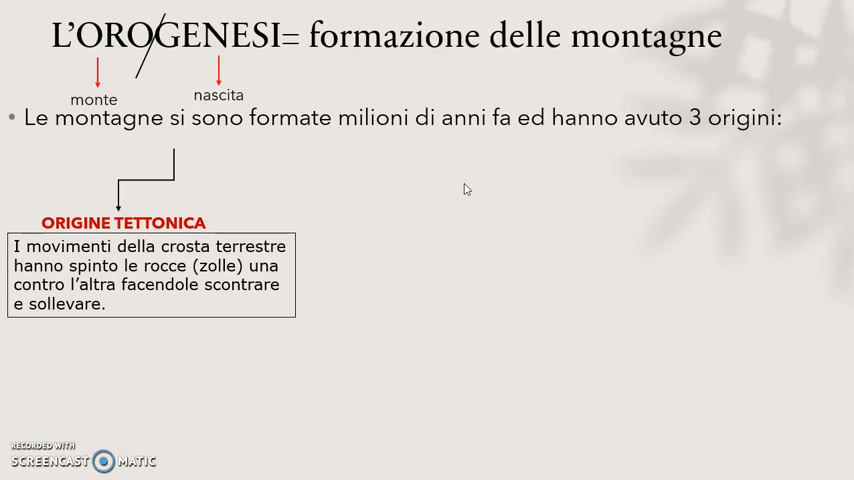 L'OROGENESI= formazione delle montagne
monte
nascita
• Le montagne si sono formate milioni di anni fa ed hanno avuto 3 origini:
ORIGINE TETTONICA
I movimenti della crosta terrestre
hanno spinto le rocce (zolle) una
contro l'altra facendole scontrare
e sollevare.
RECORDED WITH
SCREENCAST MATIC